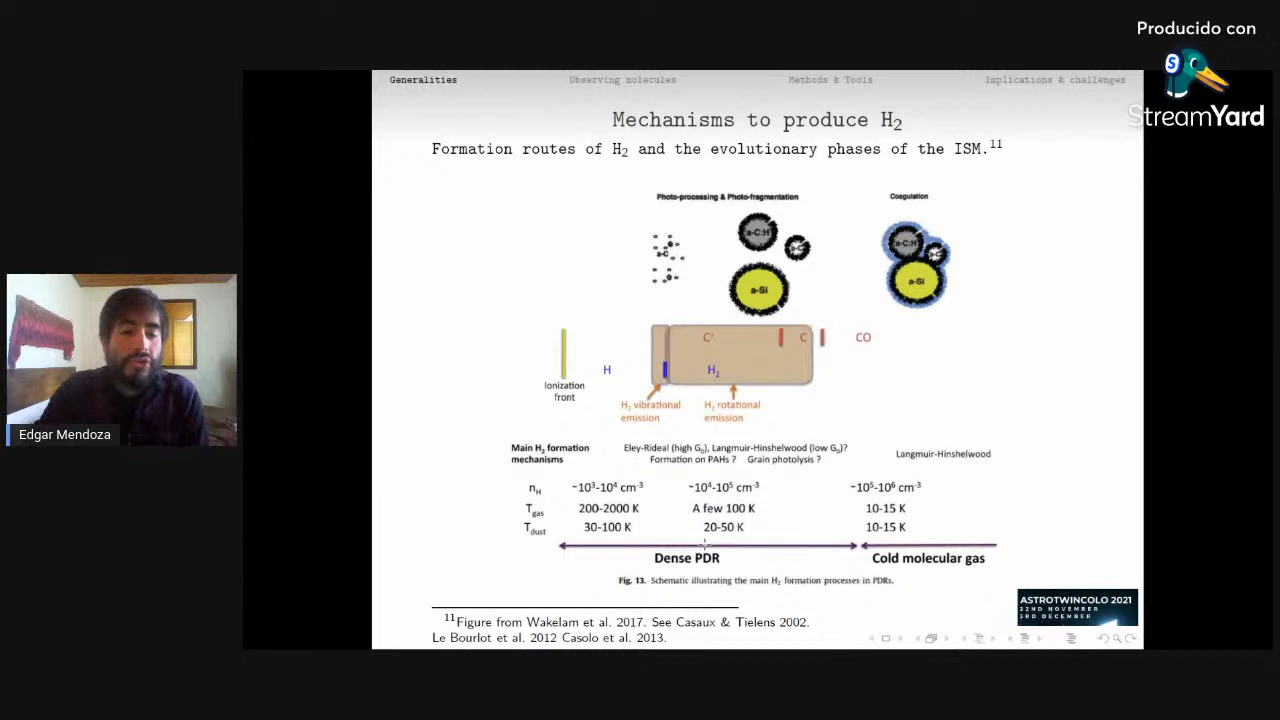 Producido con
StreamYard
Generalities Observing molecules Methods & Tools Implications & challenges
Mechanisms to produce H₂
Formation routes of H₂ and the evolutionary phases of the ISM.¹¹
Photo-processing & Photo-fragmentation Coagulation
a-C a-C:H a-C a-Si
a-C:H a-C a-Si
C⁺ C CO
H H₂
Ionization
front
H₂ vibrational
emission
H₂ rotational
emission
Main H₂ formation
mechanisms
Eley-Rideal (high G₀), Langmuir-Hinshelwood (low G₀)?
Formation on PAHs ? Grain photolysis ?
Langmuir-Hinshelwood
nH ~10³-10⁴ cm⁻³ ~10⁴-10⁵ cm⁻³ ~10⁵-10⁶ cm⁻³
Tgas 200-2000 K A few 100 K 10-15 K
Tdust 30-100 K 20-50 K 10-15 K
Dense PDR Cold molecular gas
Fig. 13. Schematic illustrating the main H₂ formation processes in PDRs.
¹¹Figure from Wakelam et al. 2017. See Casaux & Tielens 2002.
Le Bourlot et al. 2012 Casolo et al. 2013.
ASTROTWINCOLO 2021
22ND NOVEMBER
3RD DECEMBER
Edgar Mendoza